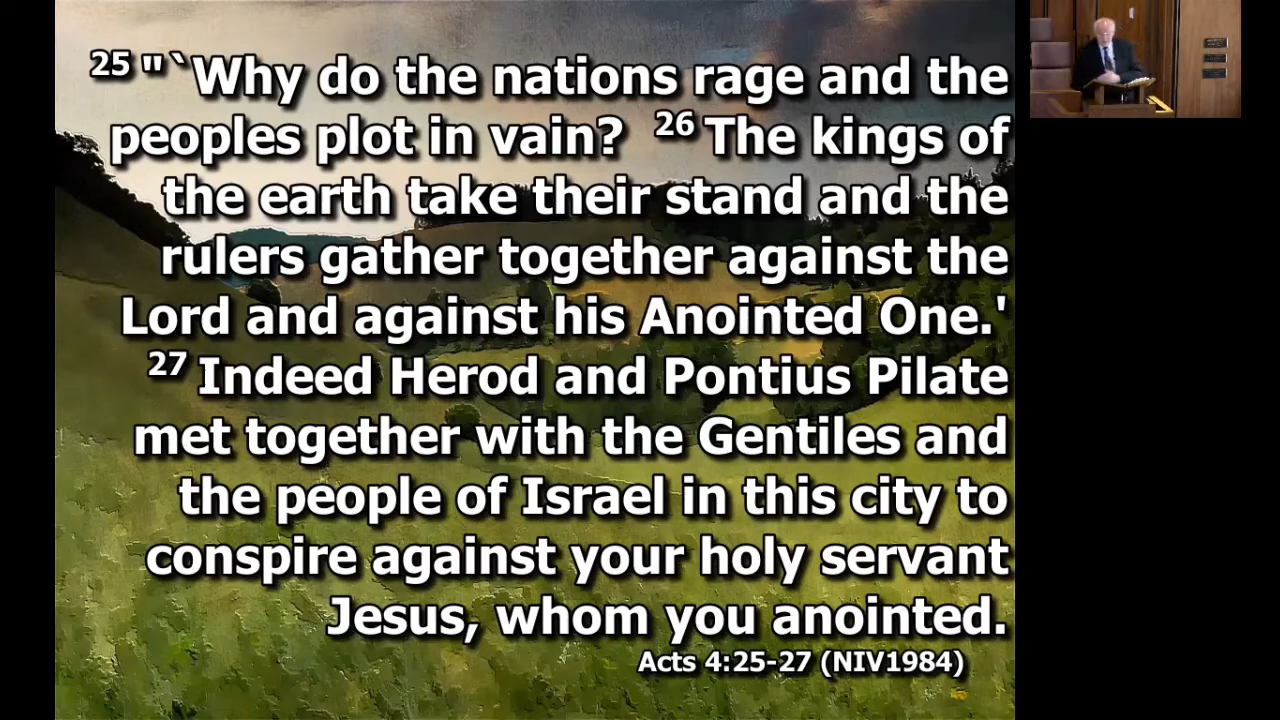 25 "`Why do the nations rage and the
peoples plot in vain? 26 The kings of
the earth take their stand and the
rulers gather together against the
Lord and against his Anointed One.'
27 Indeed Herod and Pontius Pilate
met together with the Gentiles and
the people of Israel in this city to
conspire against your holy servant
Jesus, whom you anointed.
Acts 4:25-27 (NIV1984)